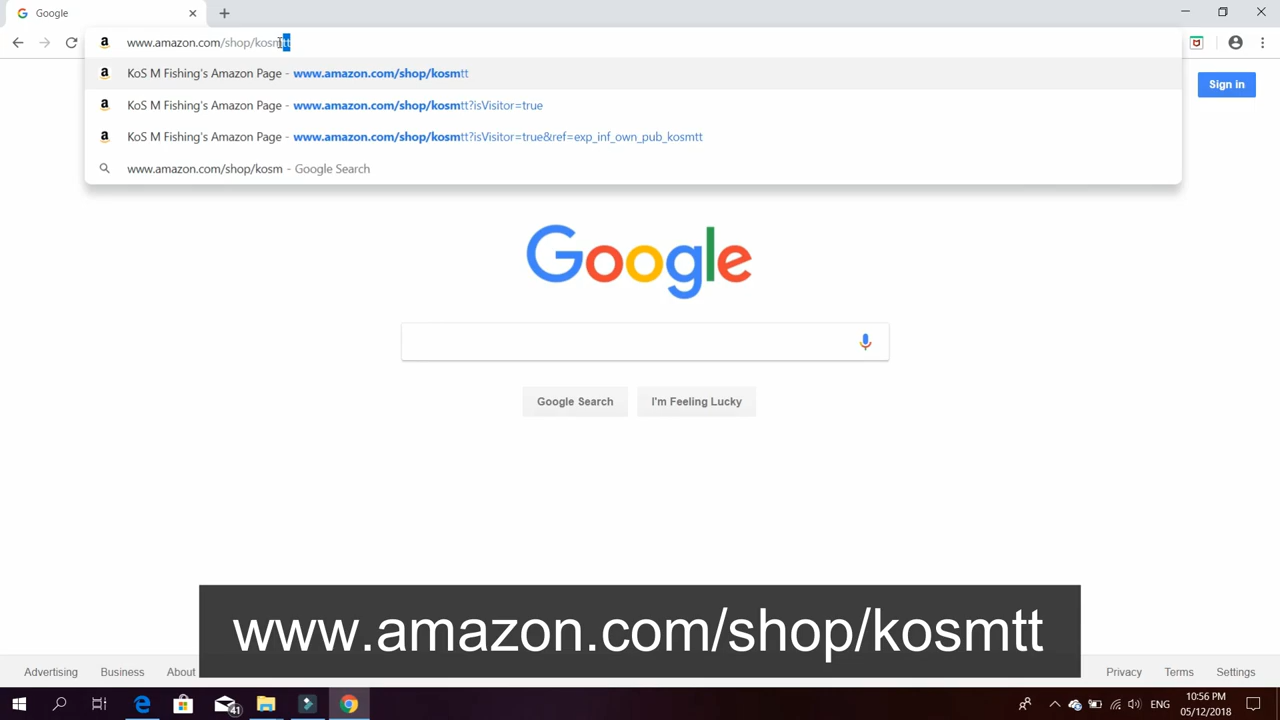 Google
www.amazon.com/shop/kosmtt
KoS M Fishing's Amazon Page - www.amazon.com/shop/kosmtt
KoS M Fishing's Amazon Page - www.amazon.com/shop/kosmtt?isVisitor=true
KoS M Fishing's Amazon Page - www.amazon.com/shop/kosmtt?isVisitor=true&ref=exp_inf_own_pub_kosmtt
www.amazon.com/shop/kosm - Google Search
Sign in
Google
Google Search I'm Feeling Lucky
www.amazon.com/shop/kosmtt
Advertising Business About Privacy Terms Settings
41
ENG
10:56 PM
05/12/2018